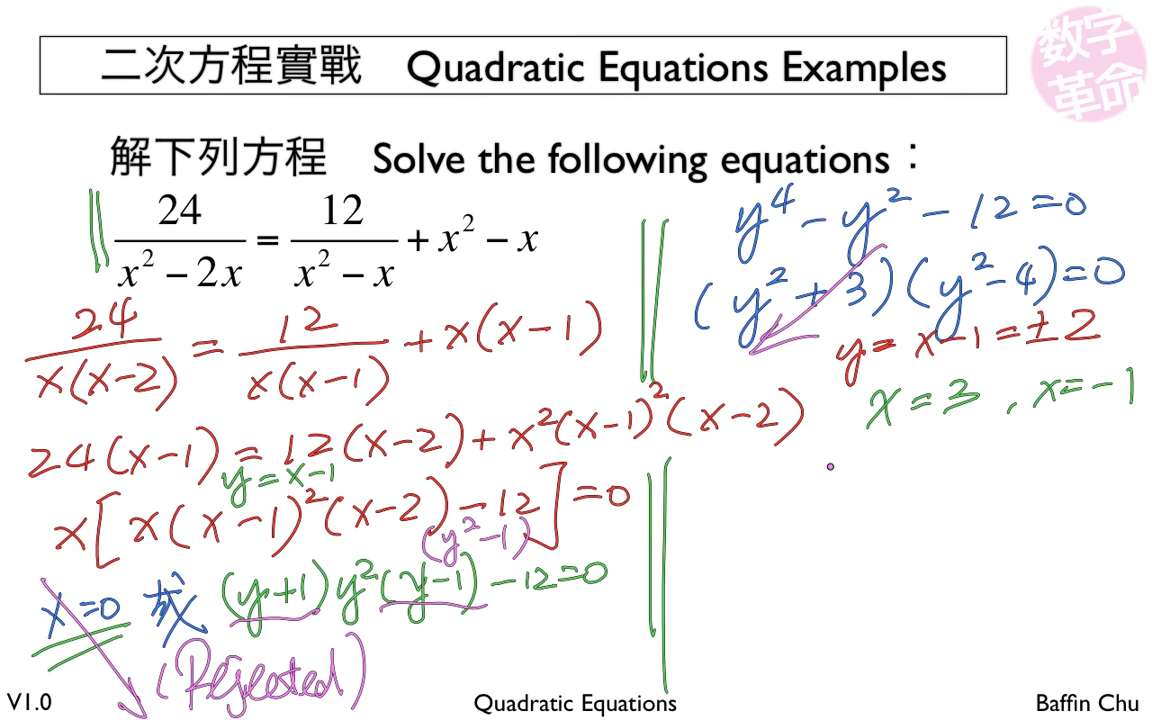 二次方程實戰 Quadratic Equations Examples
数字
革命
解下列方程 Solve the following equations：
24/(x² − 2x) = 12/(x² − x) + x² − x
24/(x(x−2)) = 12/(x(x−1)) + x(x−1)
24(x−1) = 12(x−2) + x²(x−1)²(x−2)
y = x−1
x[x(x−1)²(x−2) − 12] = 0
(y²−1)
x=0 或 (y+1)y²(y−1) − 12 = 0
(Rejected)
y⁴ − y² − 12 = 0
(y² + 3)(y² − 4) = 0
y = x−1 = ±2
x = 3 , x = −1
V1.0 Quadratic Equations Baffin Chu